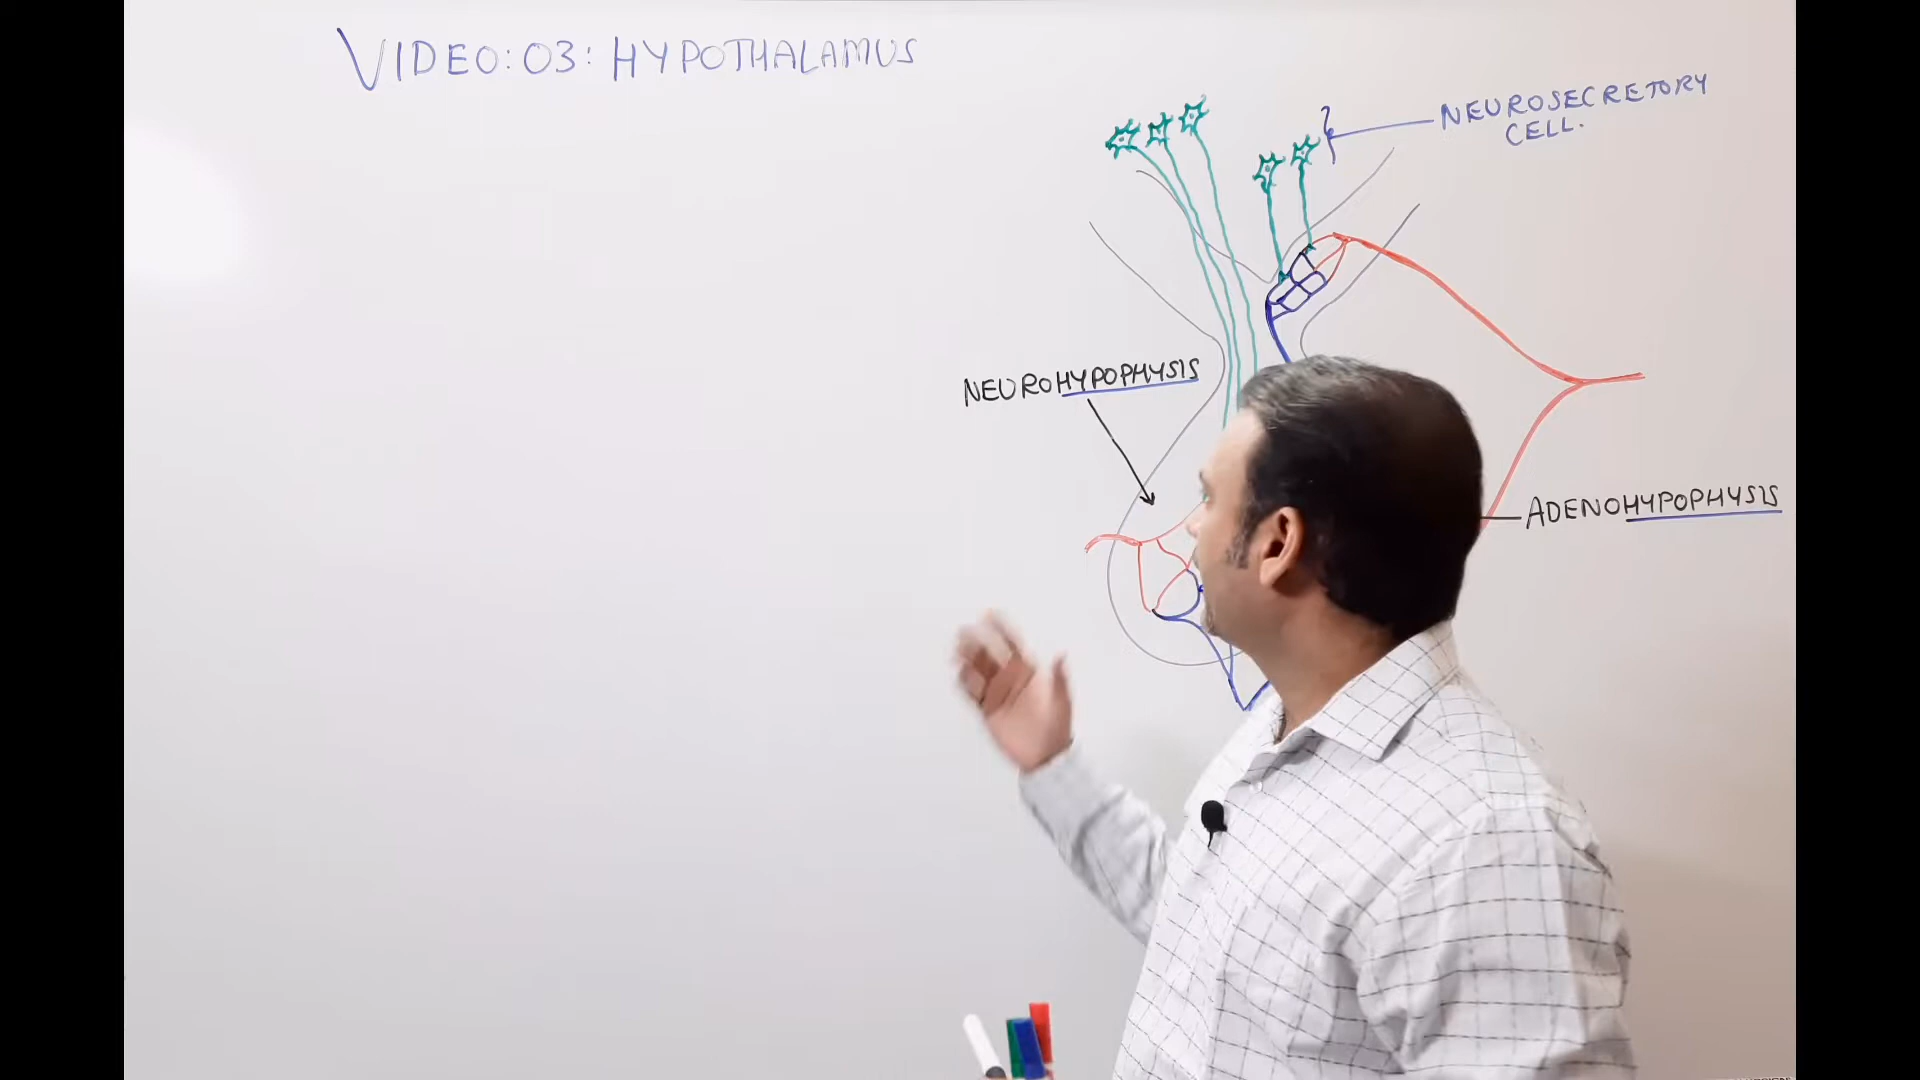 VIDEO: 03: HYPOTHALAMUS
NEUROSECRETORY
CELL.
NEUROHYPOPHYSIS
ADENOHYPOPHYSIS